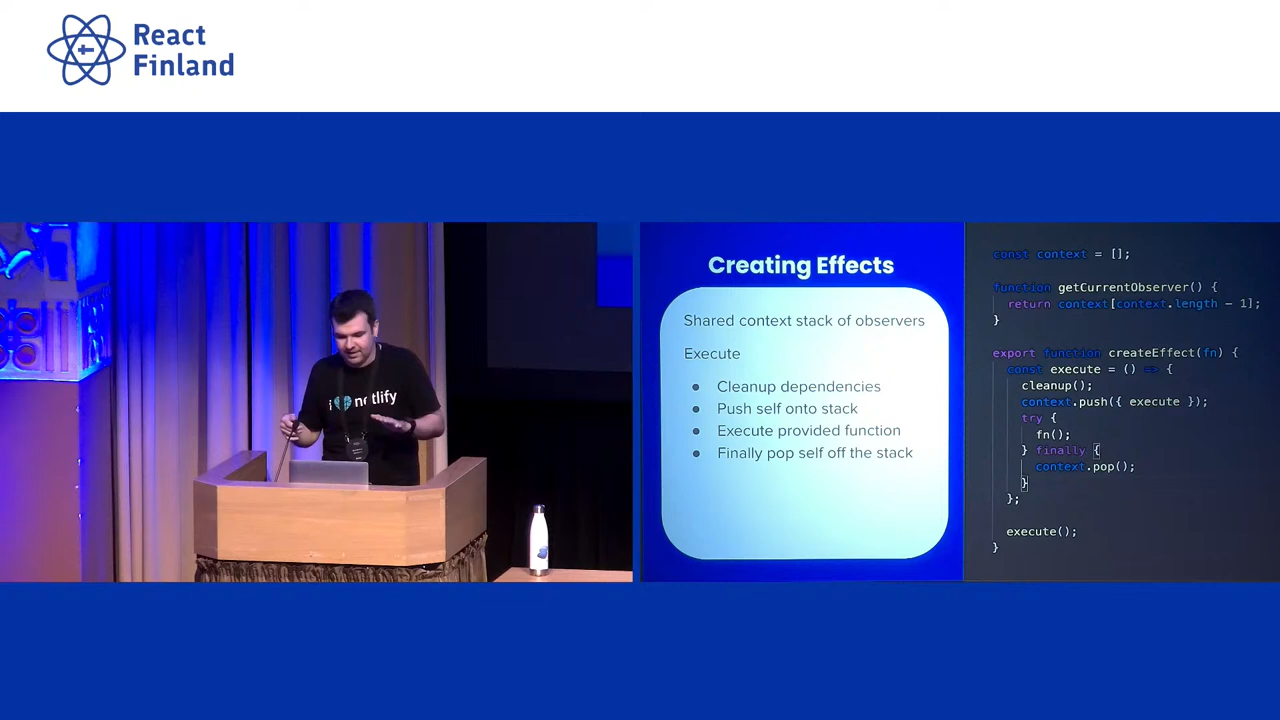 React
Finland
i netlify
Creating Effects
Shared context stack of observers
Execute
● Cleanup dependencies
● Push self onto stack
● Execute provided function
● Finally pop self off the stack
const context = [];
function getCurrentObserver() {
return context[context.length - 1];
}
export function createEffect(fn) {
const execute = () => {
cleanup();
context.push({ execute });
try {
fn();
} finally {
context.pop();
}
};
execute();
}